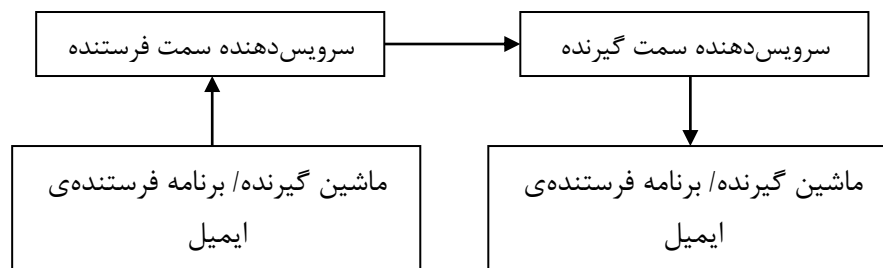 سرویس‌دهنده سمت گیرنده
سرویس‌دهنده سمت فرستنده
ماشین گیرنده/ برنامه فرستنده‌ی
ایمیل
ماشین گیرنده/ برنامه فرستنده‌ی
ایمیل